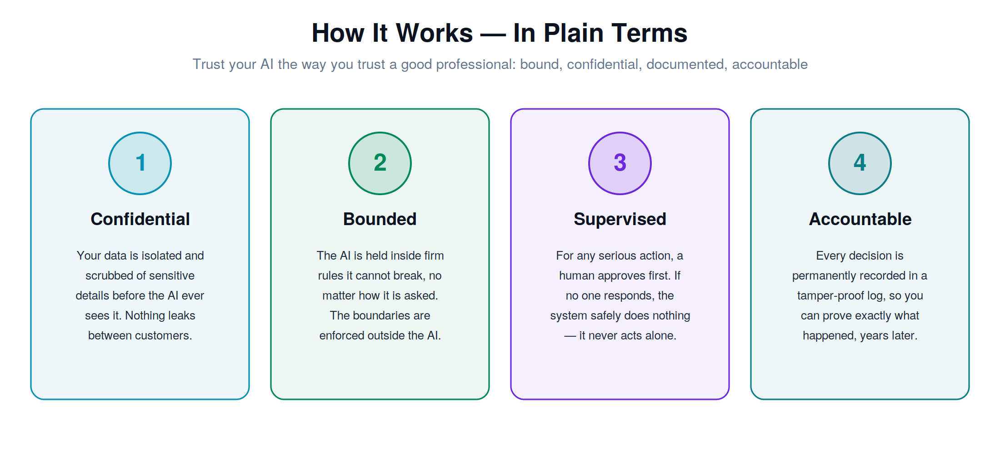 How It Works — In Plain Terms
Trust your AI the way you trust a good professional: bound, confidential, documented, accountable
1
Confidential
Your data is isolated and
scrubbed of sensitive
details before the AI ever
sees it. Nothing leaks
between customers.
2
Bounded
The AI is held inside firm
rules it cannot break, no
matter how it is asked.
The boundaries are
enforced outside the AI.
3
Supervised
For any serious action, a
human approves first. If
no one responds, the
system safely does nothing
— it never acts alone.
4
Accountable
Every decision is
permanently recorded in a
tamper-proof log, so you
can prove exactly what
happened, years later.